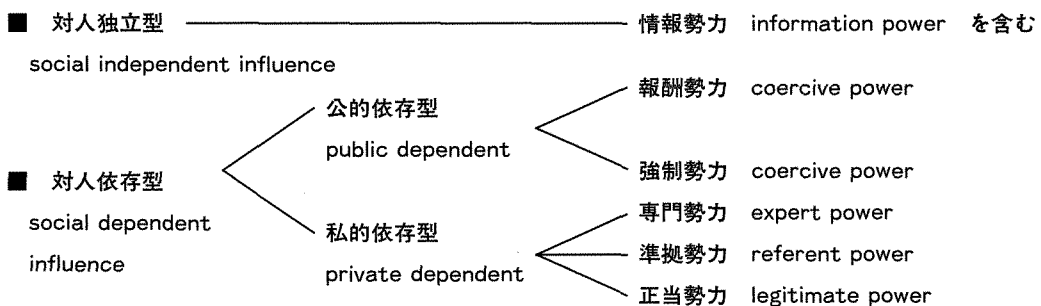 ■ 対人独立型 情報勢力 information power を含む
social independent influence
報酬勢力 coercive power
公的依存型
public dependent
強制勢力 coercive power
■ 対人依存型
social dependent
influence
専門勢力 expert power
私的依存型
準拠勢力 referent power
private dependent
正当勢力 legitimate power